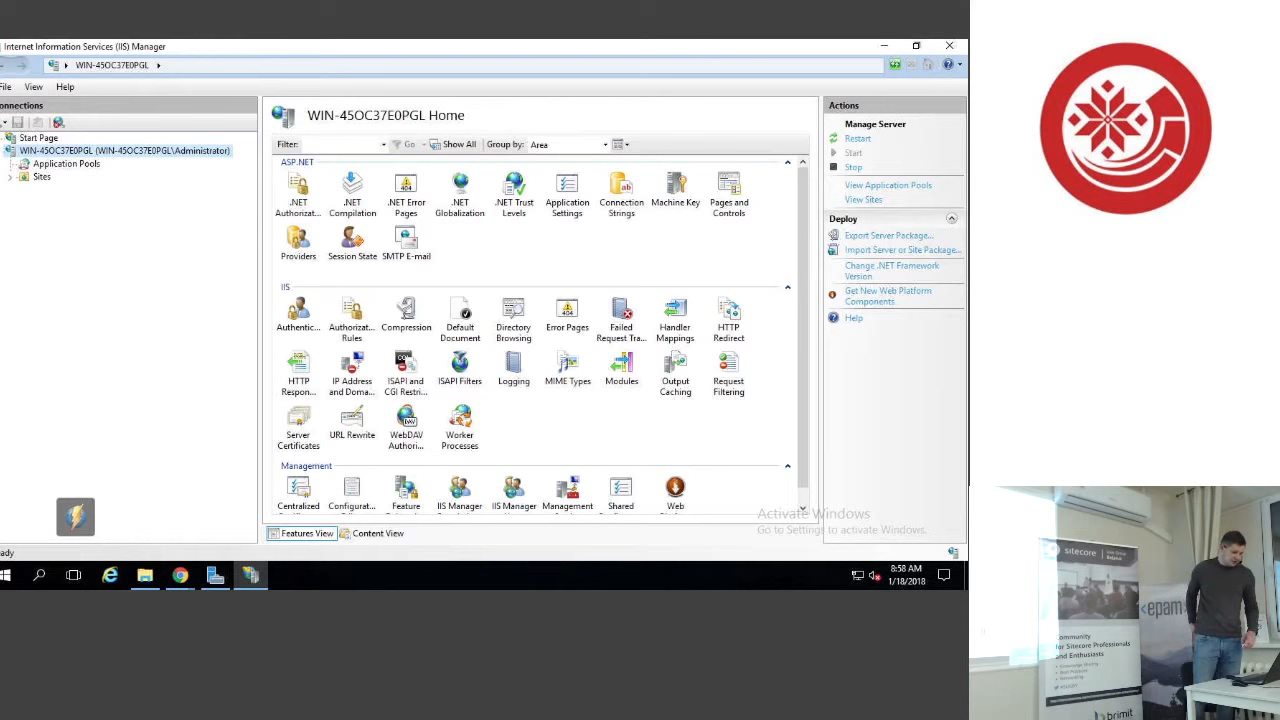 Internet Information Services (IIS) Manager
WIN-45OC37E0PGL
File View Help
Connections
Start Page
WIN-45OC37E0PGL (WIN-45OC37E0PGL\Administrator)
Application Pools
Sites
WIN-45OC37E0PGL Home
Filter: Go Show All Group by: Area
ASP.NET
.NET Authorizat...
.NET Compilation
.NET Error Pages
.NET Globalization
.NET Trust Levels
Application Settings
Connection Strings
Machine Key
Pages and Controls
Providers
Session State
SMTP E-mail
IIS
Authentic...
Authorizat... Rules
Compression
Default Document
Directory Browsing
Error Pages
Failed Request Tra...
Handler Mappings
HTTP Redirect
HTTP Respon...
IP Address and Doma...
ISAPI and CGI Restri...
ISAPI Filters
Logging
MIME Types
Modules
Output Caching
Request Filtering
Server Certificates
URL Rewrite
WebDAV Authori...
Worker Processes
Management
Centralized
Configurat...
Feature
IIS Manager
IIS Manager
Management
Shared
Web
Features View Content View
Ready
Actions
Manage Server
Restart
Start
Stop
View Application Pools
View Sites
Deploy
Export Server Package...
Import Server or Site Package...
Change .NET Framework
Version
Get New Web Platform
Components
Help
Activate Windows
Go to Settings to activate Windows.
8:58 AM
1/18/2018
sitecore
<epam
Community
for Sitecore Professionals
and Enthusiasts
brimit